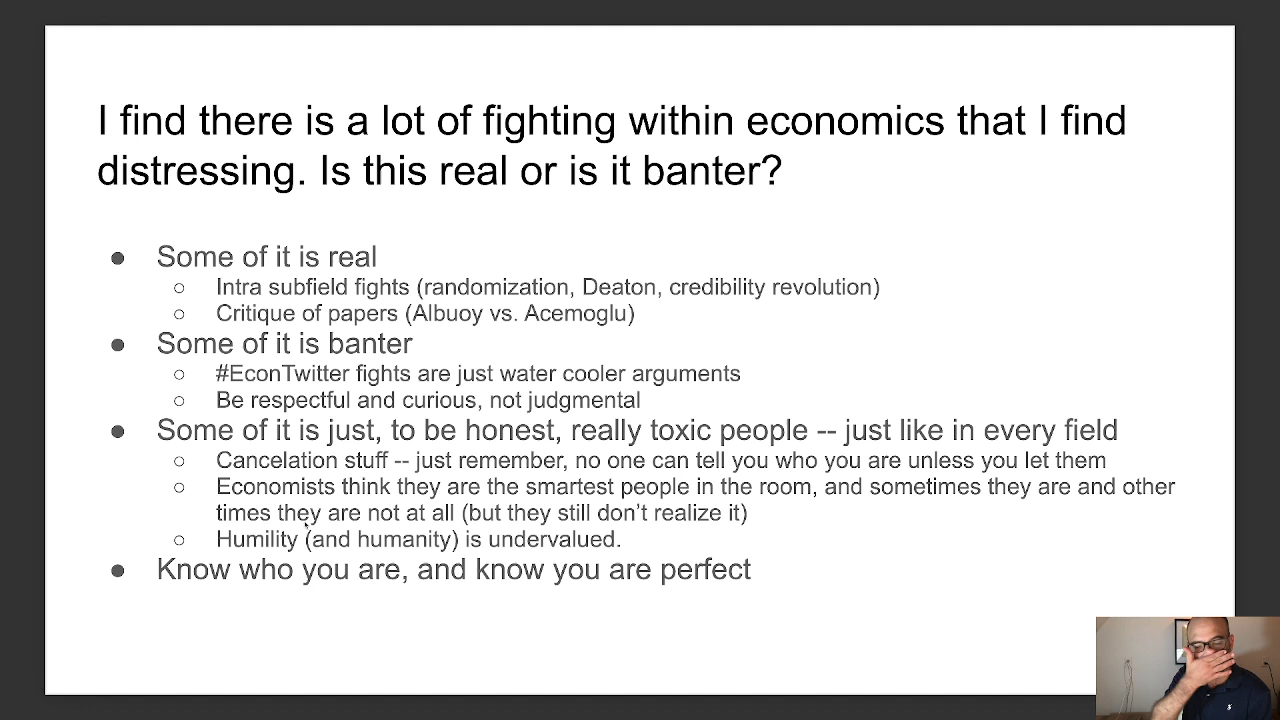 I find there is a lot of fighting within economics that I find
distressing. Is this real or is it banter?
● Some of it is real
○ Intra subfield fights (randomization, Deaton, credibility revolution)
○ Critique of papers (Albuoy vs. Acemoglu)
● Some of it is banter
○ #EconTwitter fights are just water cooler arguments
○ Be respectful and curious, not judgmental
● Some of it is just, to be honest, really toxic people -- just like in every field
○ Cancelation stuff -- just remember, no one can tell you who you are unless you let them
○ Economists think they are the smartest people in the room, and sometimes they are and other
times they are not at all (but they still don't realize it)
○ Humility (and humanity) is undervalued.
● Know who you are, and know you are perfect